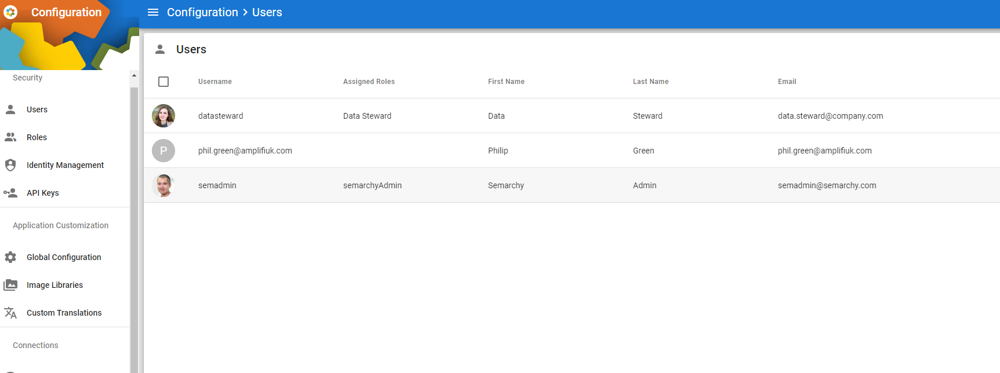 Configuration
Configuration > Users
Security
Users
Roles
Identity Management
API Keys
Application Customization
Global Configuration
Image Libraries
Custom Translations
Connections
Users
Username Assigned Roles First Name Last Name Email
datasteward Data Steward Data Steward data.steward@company.com
P phil.green@amplifiuk.com Philip Green phil.green@amplifiuk.com
semadmin semarchyAdmin Semarchy Admin semadmin@semarchy.com